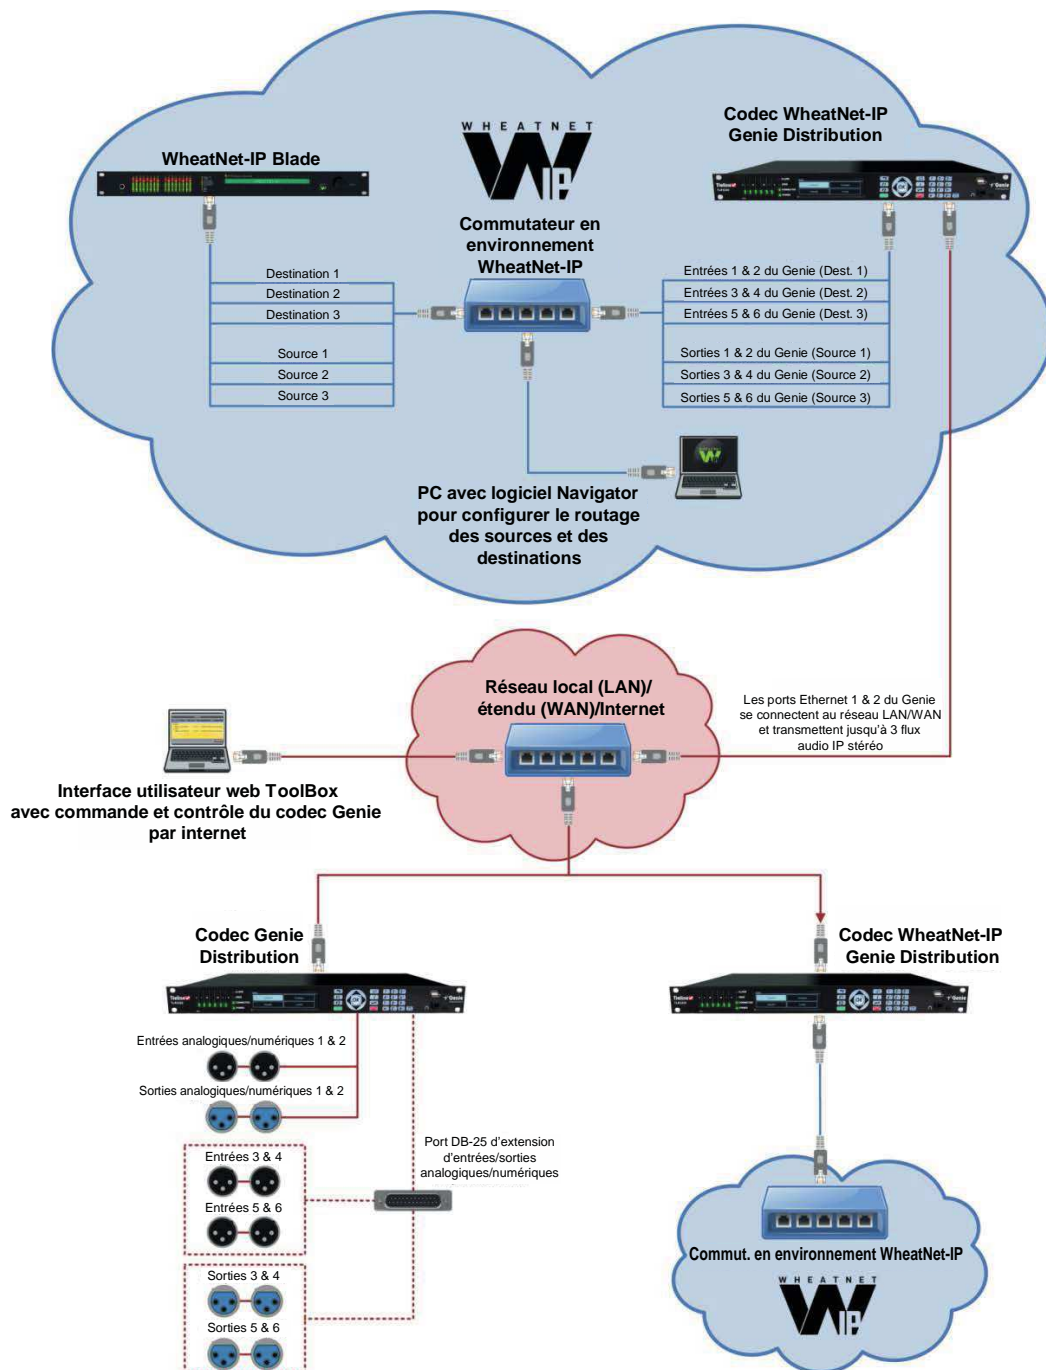 WHEATNET
W IP
Codec WheatNet-IP
Genie Distribution
WheatNet-IP Blade
Commutateur en
environnement
WheatNet-IP
Destination 1
Destination 2
Destination 3
Source 1
Source 2
Source 3
Entrées 1 & 2 du Genie (Dest. 1)
Entrées 3 & 4 du Genie (Dest. 2)
Entrées 5 & 6 du Genie (Dest. 3)
Sorties 1 & 2 du Genie (Source 1)
Sorties 3 & 4 du Genie (Source 2)
Sorties 5 & 6 du Genie (Source 3)
PC avec logiciel Navigator
pour configurer le routage
des sources et des
destinations
Réseau local (LAN)/
étendu (WAN)/Internet
Les ports Ethernet 1 & 2 du Genie
se connectent au réseau LAN/WAN
et transmettent jusqu'à 3 flux
audio IP stéréo
Interface utilisateur web ToolBox
avec commande et contrôle du codec Genie
par internet
Codec Genie
Distribution
Codec WheatNet-IP
Genie Distribution
Tieline
Genie
Tieline
Genie
Tieline
Genie
Entrées analogiques/numériques 1 & 2
Sorties analogiques/numériques 1 & 2
Port DB-25 d'extension
d'entrées/sorties
analogiques/numériques
Entrées 3 & 4
Entrées 5 & 6
Sorties 3 & 4
Sorties 5 & 6
Commut. en environnement WheatNet-IP
WHEATNET
W IP